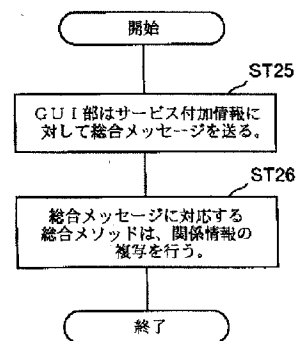 開始
ST25
ＧＵＩ部はサービス付加情報に
対して総合メッセージを送る。
ST26
総合メッセージに対応する
総合メソッドは、関係情報の
複写を行う。
終了